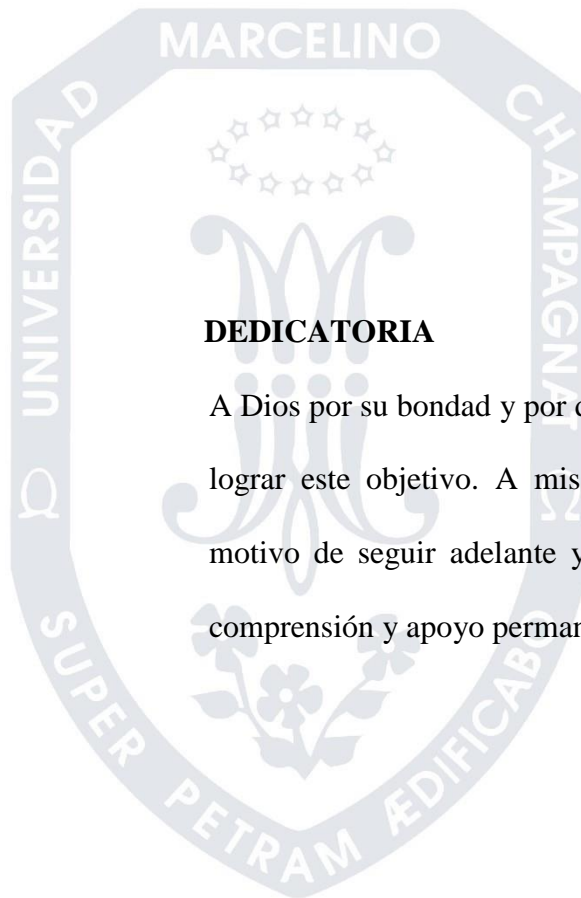 MARCELINO
UNIVERSIDAD
CHAMPAGNAT
DEDICATORIA
A Dios por su bondad y por
lograr este objetivo. A mis
motivo de seguir adelante y
comprensión y apoyo
SUPER PETRAM ÆDIFICABO